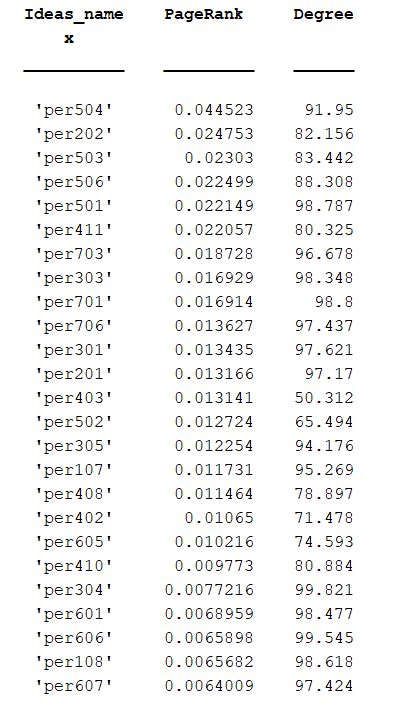 Ideas_name PageRank Degree
x
'per504' 0.044523 91.95
'per202' 0.024753 82.156
'per503' 0.02303 83.442
'per506' 0.022499 88.308
'per501' 0.022149 98.787
'per411' 0.022057 80.325
'per703' 0.018728 96.678
'per303' 0.016929 98.348
'per701' 0.016914 98.8
'per706' 0.013627 97.437
'per301' 0.013435 97.621
'per201' 0.013166 97.17
'per403' 0.013141 50.312
'per502' 0.012724 65.494
'per305' 0.012254 94.176
'per107' 0.011731 95.269
'per408' 0.011464 78.897
'per402' 0.01065 71.478
'per605' 0.010216 74.593
'per410' 0.009773 80.884
'per304' 0.0077216 99.821
'per601' 0.0068959 98.477
'per606' 0.0065898 99.545
'per108' 0.0065682 98.618
'per607' 0.0064009 97.424